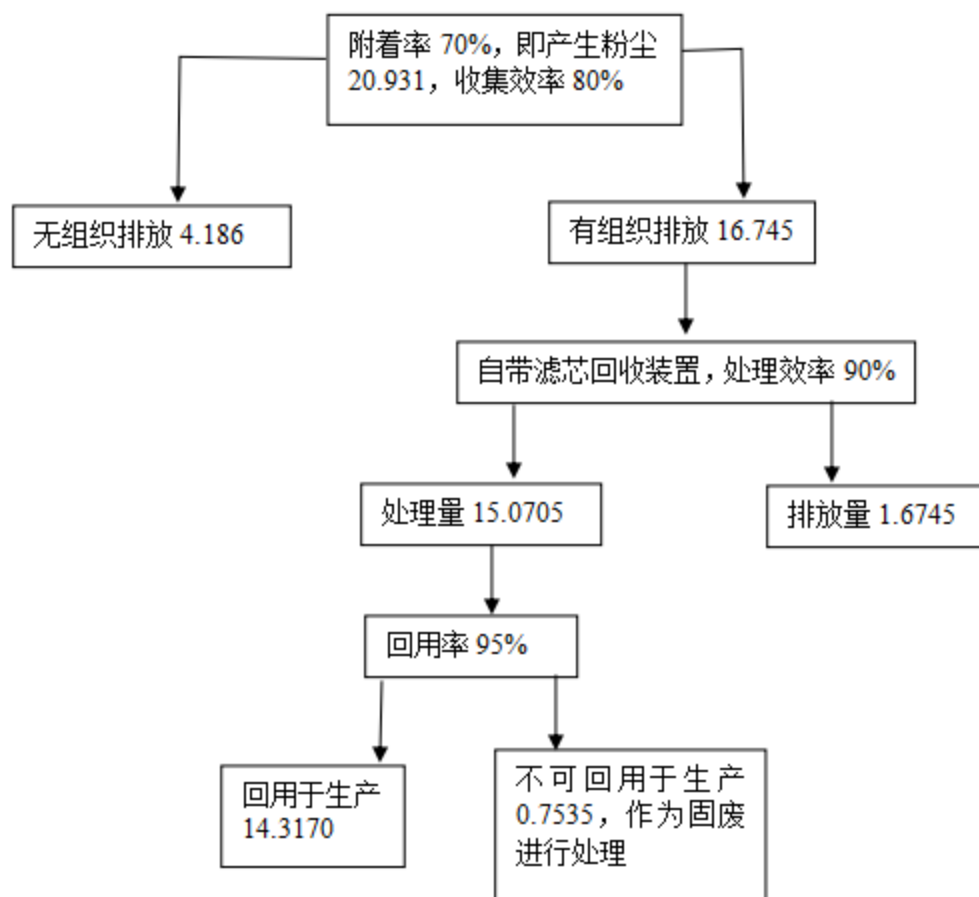 附着率 70%，即产生粉尘
20.931，收集效率 80%
无组织排放 4.186
有组织排放 16.745
自带滤芯回收装置，处理效率 90%
处理量 15.0705
排放量 1.6745
回用率 95%
回用于生产
14.3170
不可回用于生产
0.7535，作为固废
进行处理